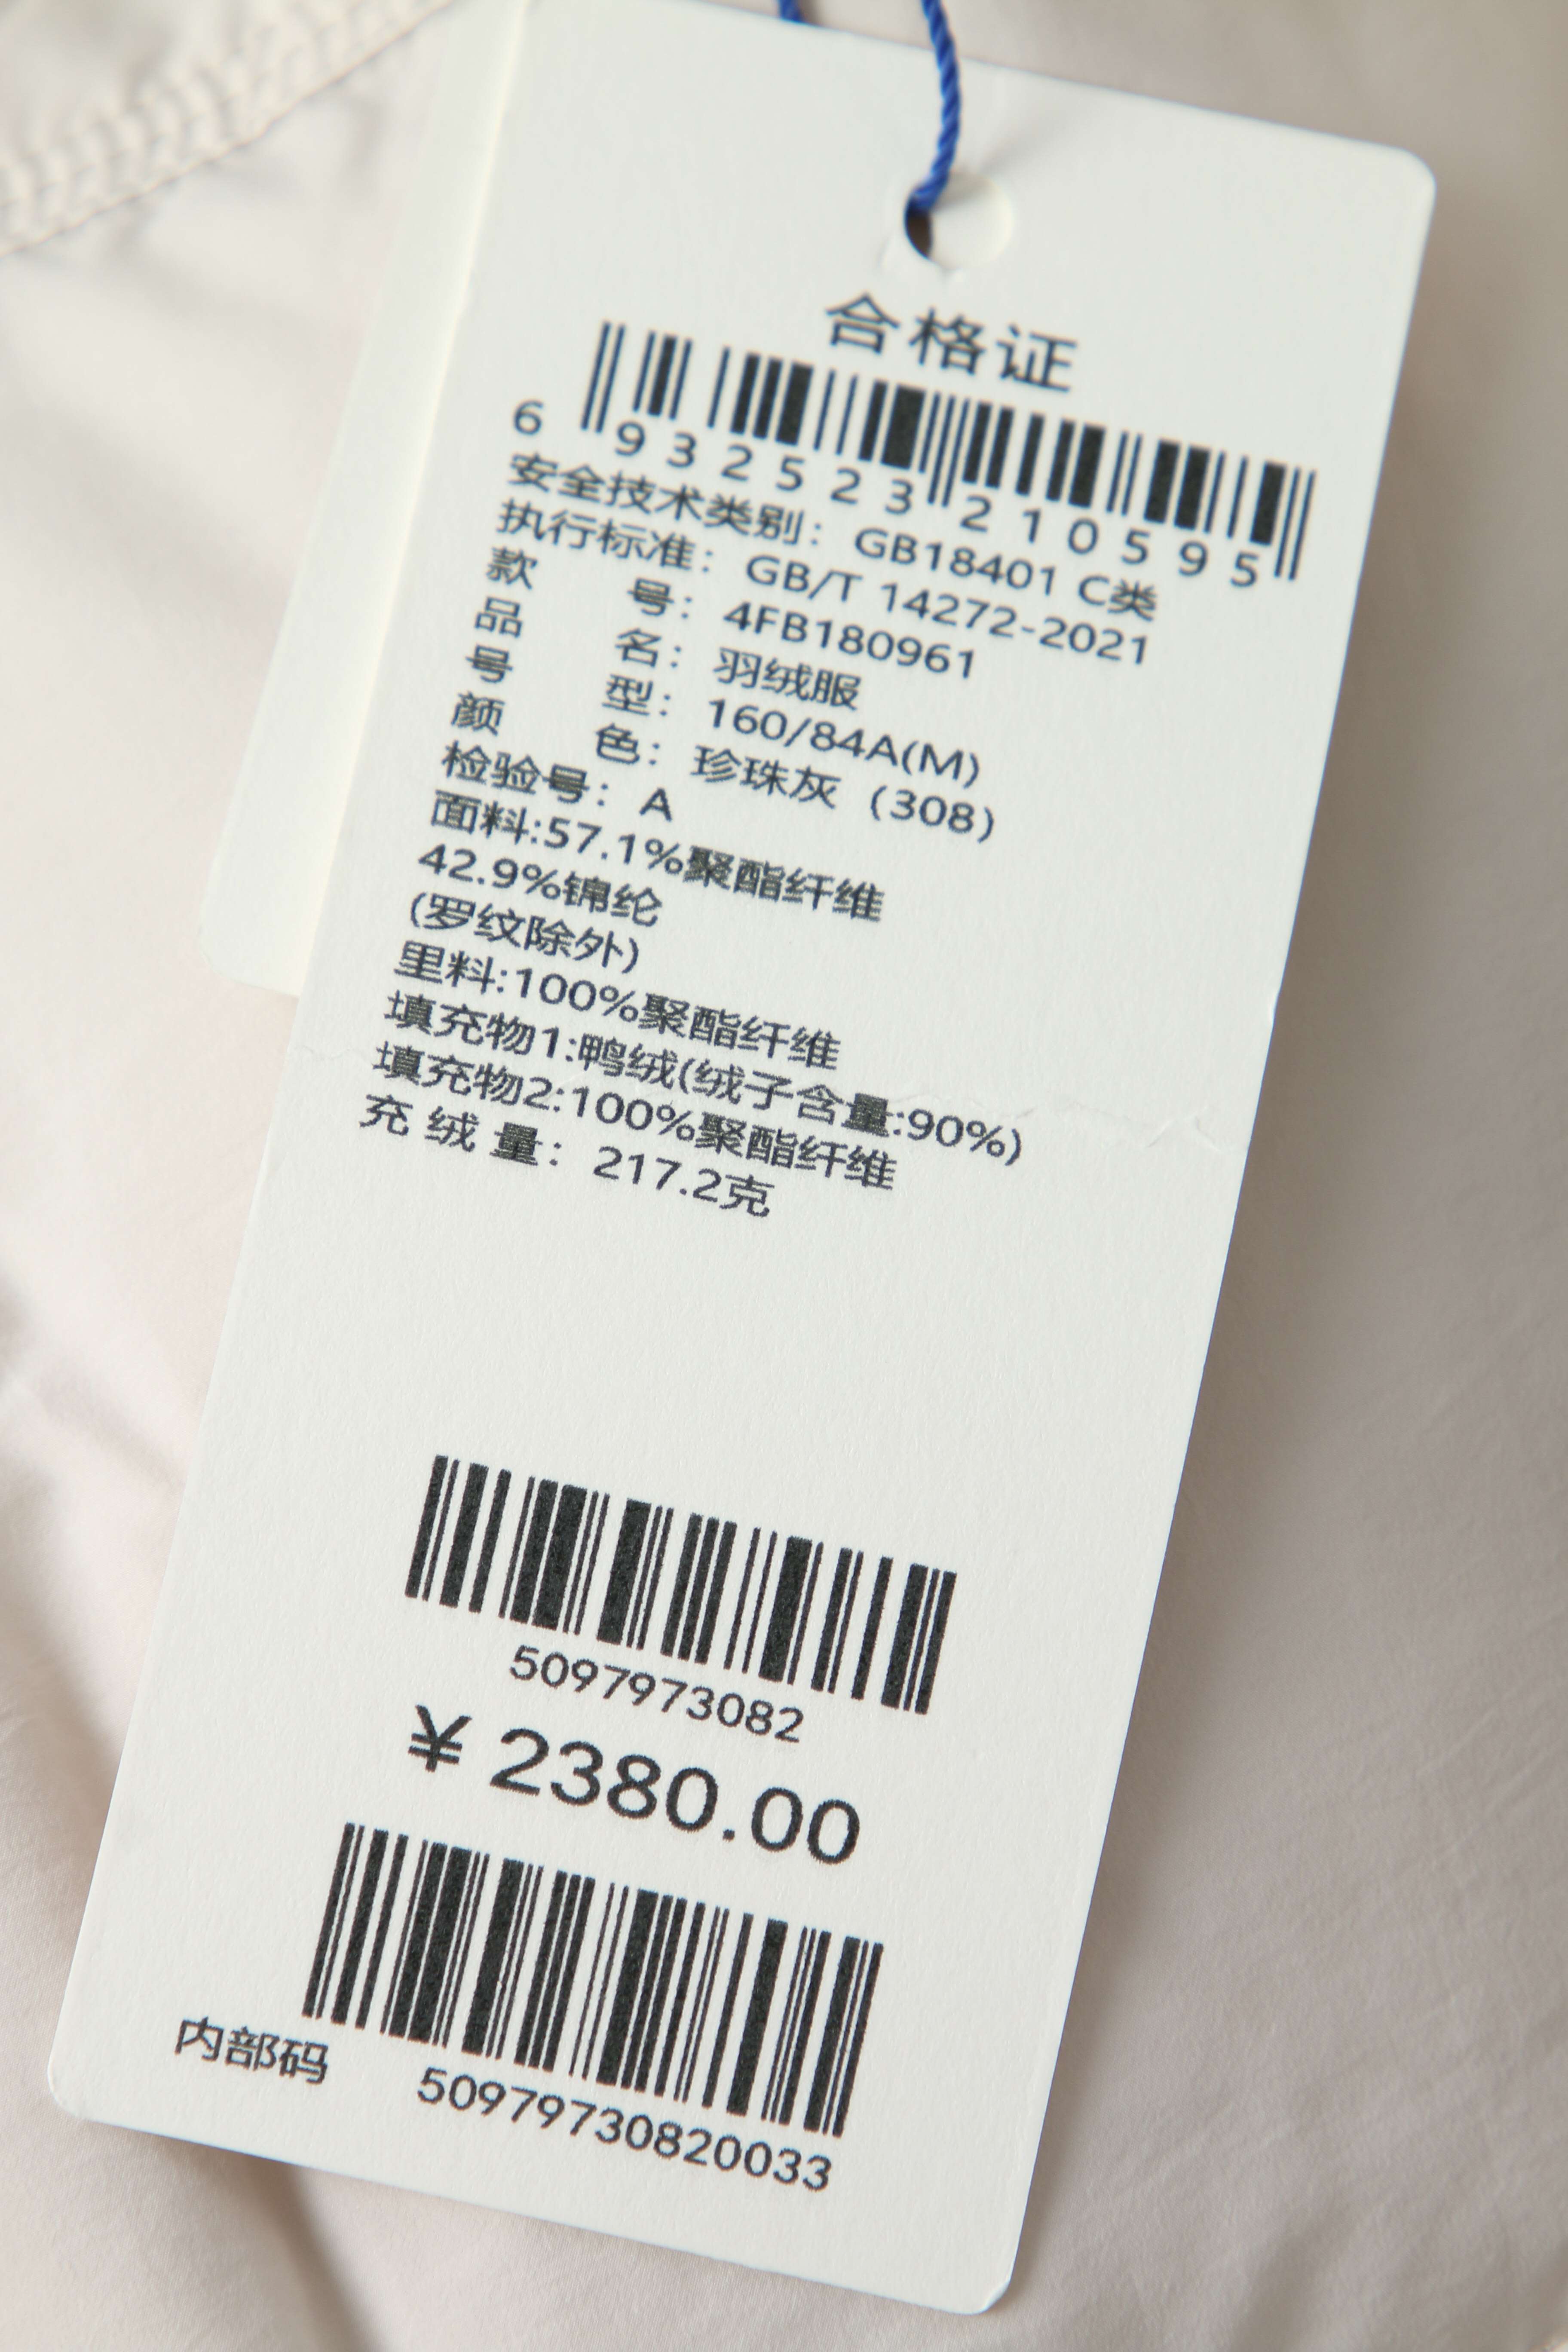 合格证
6 932523 210595
安全技术类别：GB18401 C类
执行标准：GB/T 14272-2021
款 号：4FB180961
品 名：羽绒服
号 型：160/84A(M)
颜 色：珍珠灰（308）
检验号：A
面料:57.1%聚酯纤维
42.9%锦纶
(罗纹除外)
里料:100%聚酯纤维
填充物1:鸭绒(绒子含量:90%)
填充物2:100%聚酯纤维
充 绒 量：217.2克
5097973082
¥ 2380.00
内部码 50979730820033